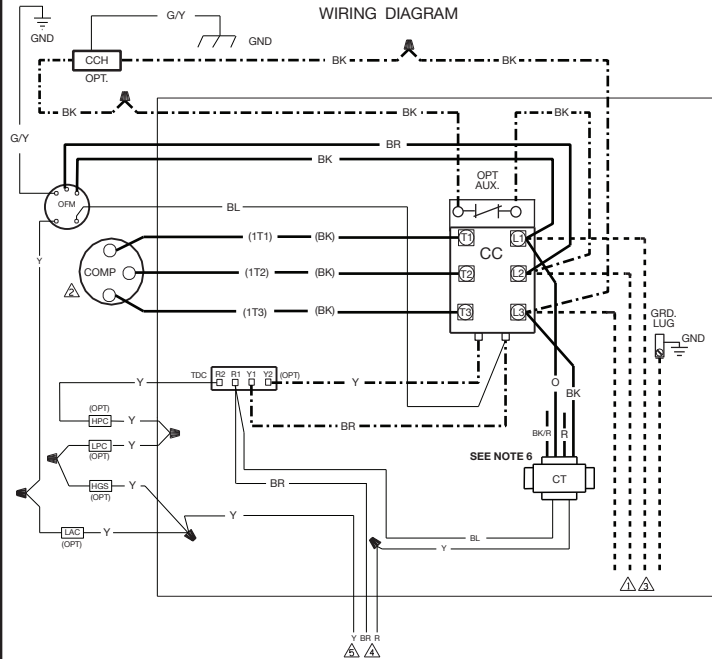 WIRING DIAGRAM
G/Y
GND
GND
CCH
OPT.
BK
BK
BK
BK
BK
G/Y
BR
BK
OPT
AUX.
OFM
BL
T1
L1
(1T1) (BK)
CC
COMP
(1T2) (BK)
T2
L2
Y
2
(1T3) (BK)
T3
L3
GRD.
LUG
GND
TDC
R2 R1 Y1 Y2
(OPT)
Y
Y
O
BK
(OPT)
HPC
Y
BR
BK/R
R
LPC
Y
(OPT)
SEE NOTE 6
HGS
Y
(OPT)
BR
CT
Y
LAC
Y
(OPT)
BL
Y
1
3
Y BR R
5
4